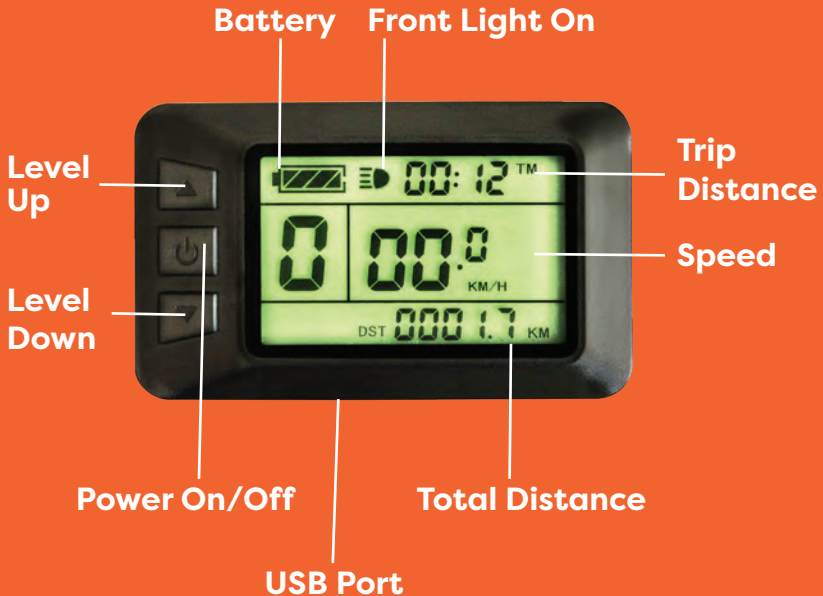 Battery
Front Light On
Level
Up
00:12 TM
Trip
Distance
0
00.0
KM/H
Speed
Level
Down
DST 0001.7 KM
Power On/Off
Total Distance
USB Port